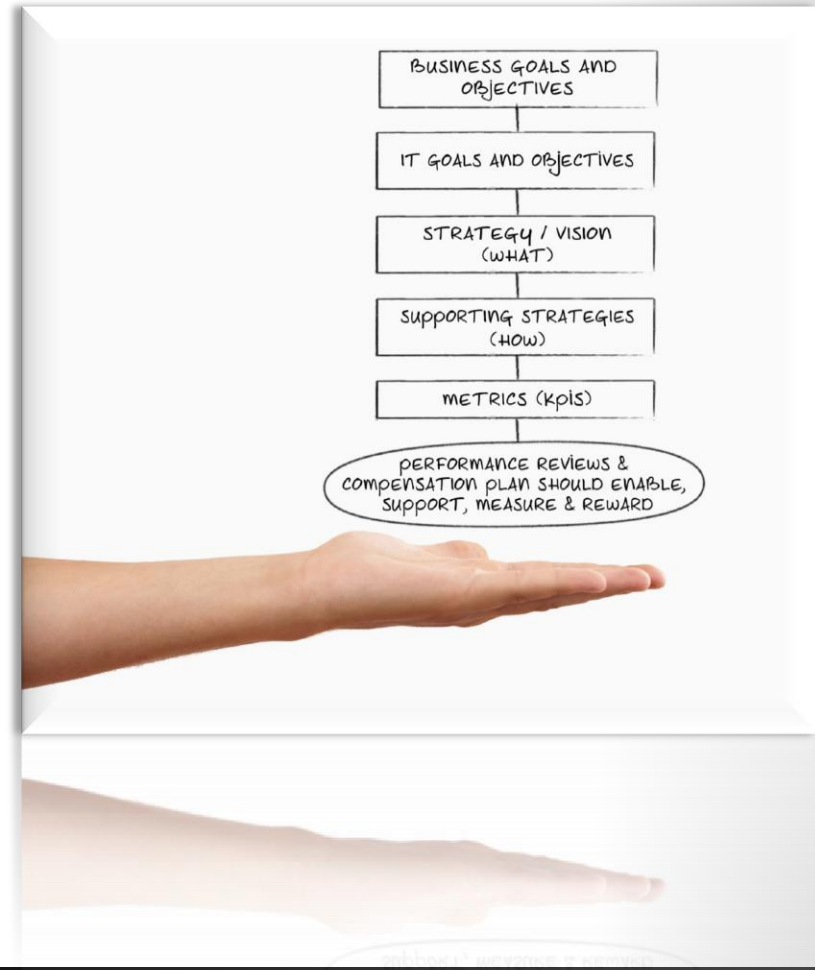 BUSINESS GOALS AND
OBJECTIVES
IT GOALS AND OBJECTIVES
STRATEGY / VISION
(WHAT)
SUPPORTING STRATEGIES
(HOW)
METRICS (KPIS)
PERFORMANCE REVIEWS &
COMPENSATION PLAN SHOULD ENABLE,
SUPPORT, MEASURE & REWARD